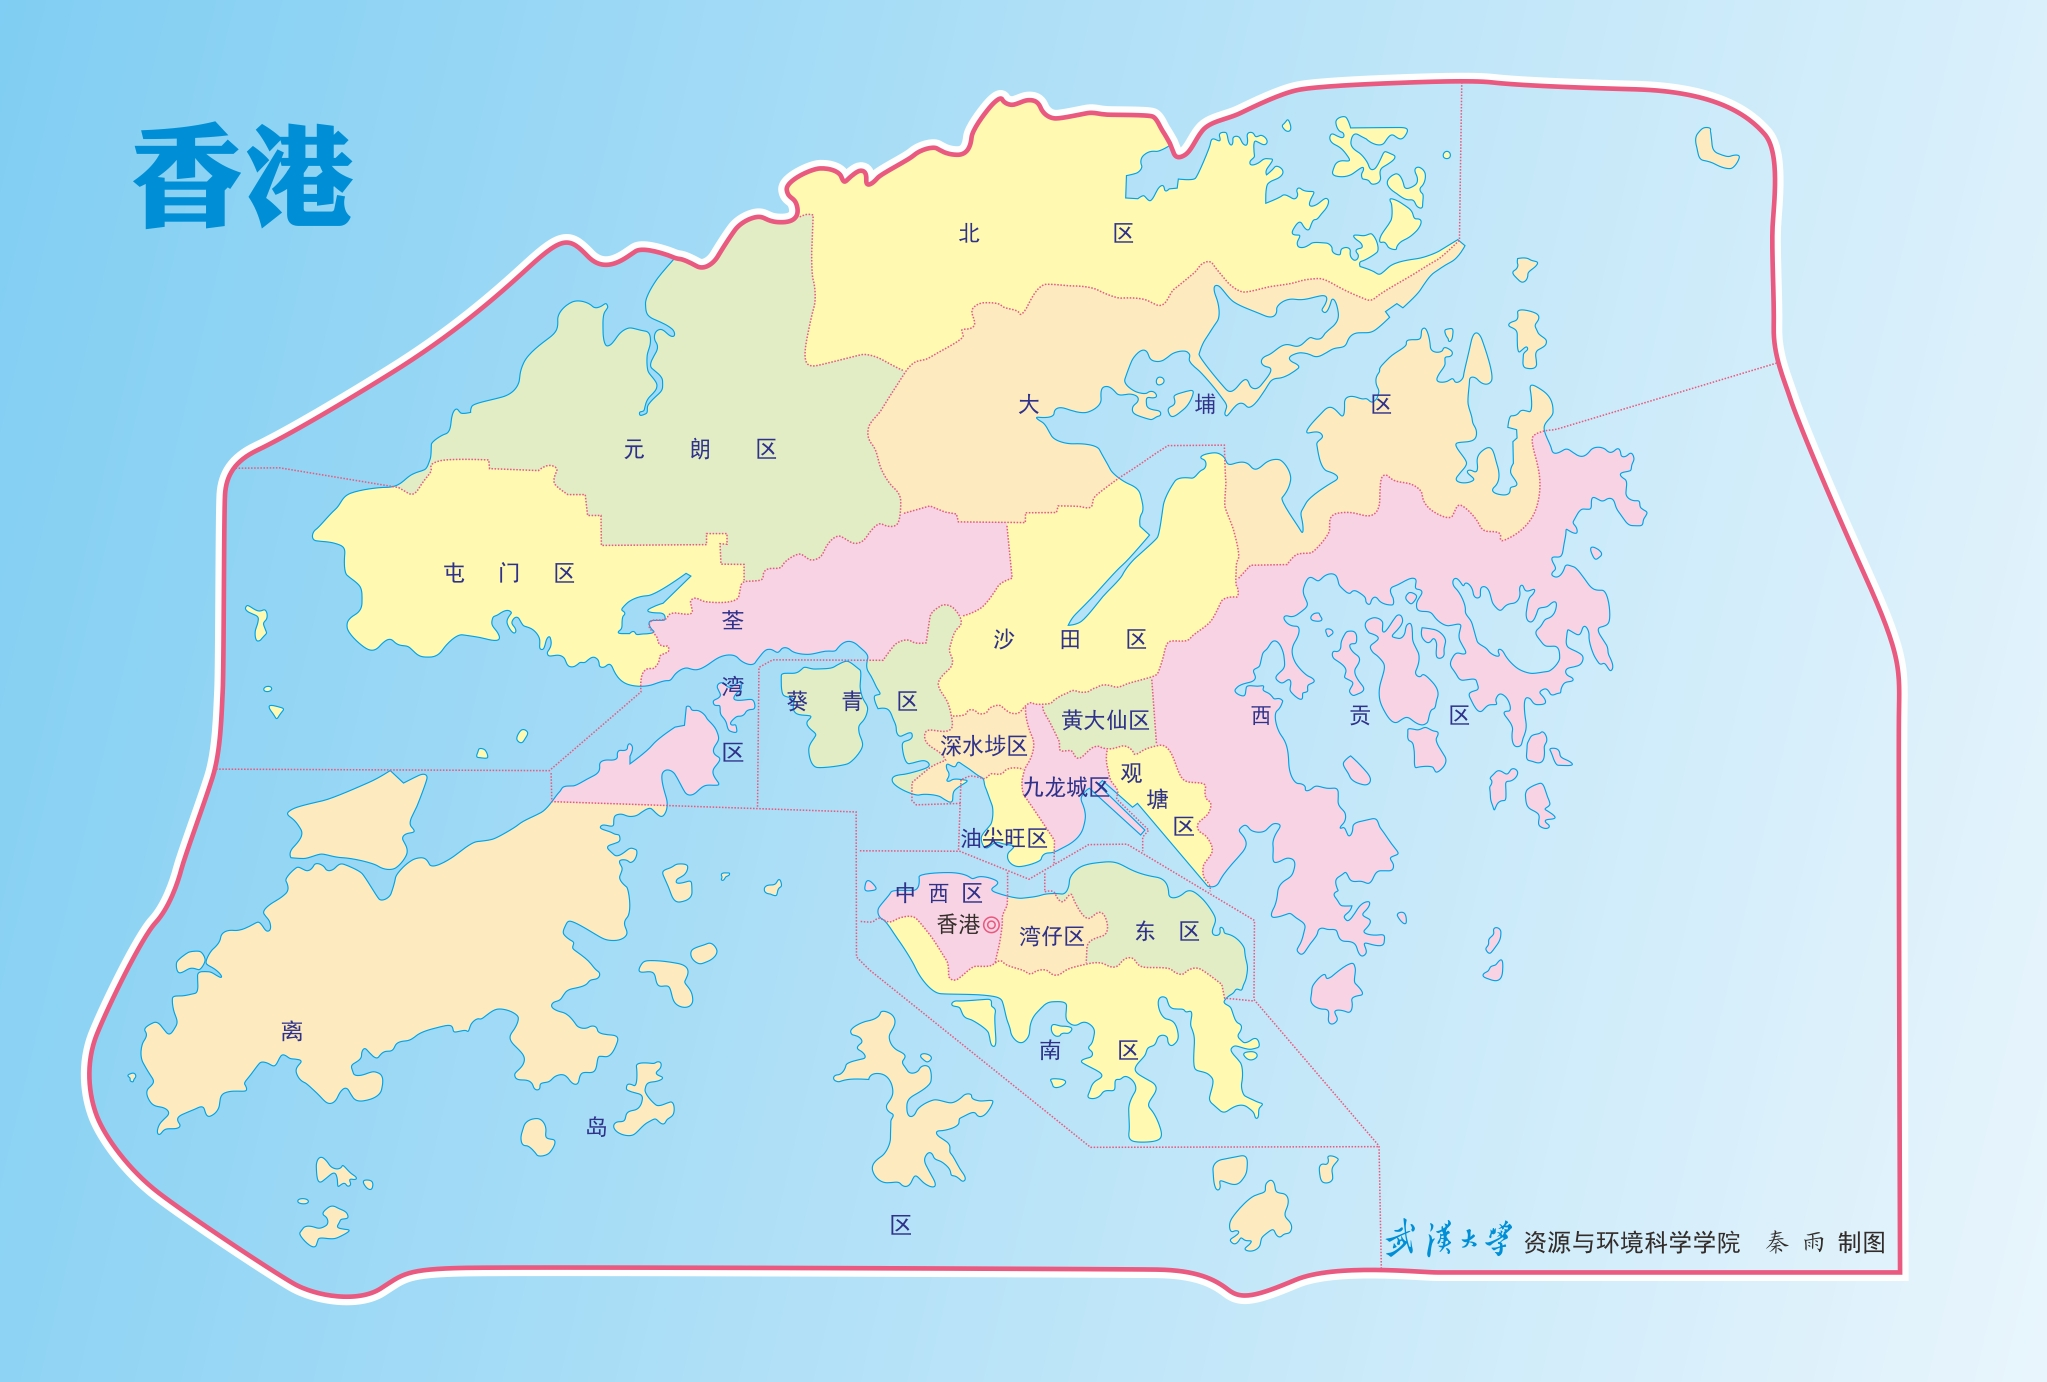 香港
北 区
大 埔 区
元 朗 区
屯 门 区
荃 湾 区
沙 田 区
葵 青 区
黄大仙区
西 贡 区
深水埗区
观 塘 区
九龙城区
油尖旺区
中 西 区
香港
湾仔区
东 区
离 岛 区
南 区
武漢大學 资源与环境科学学院 秦 雨 制图